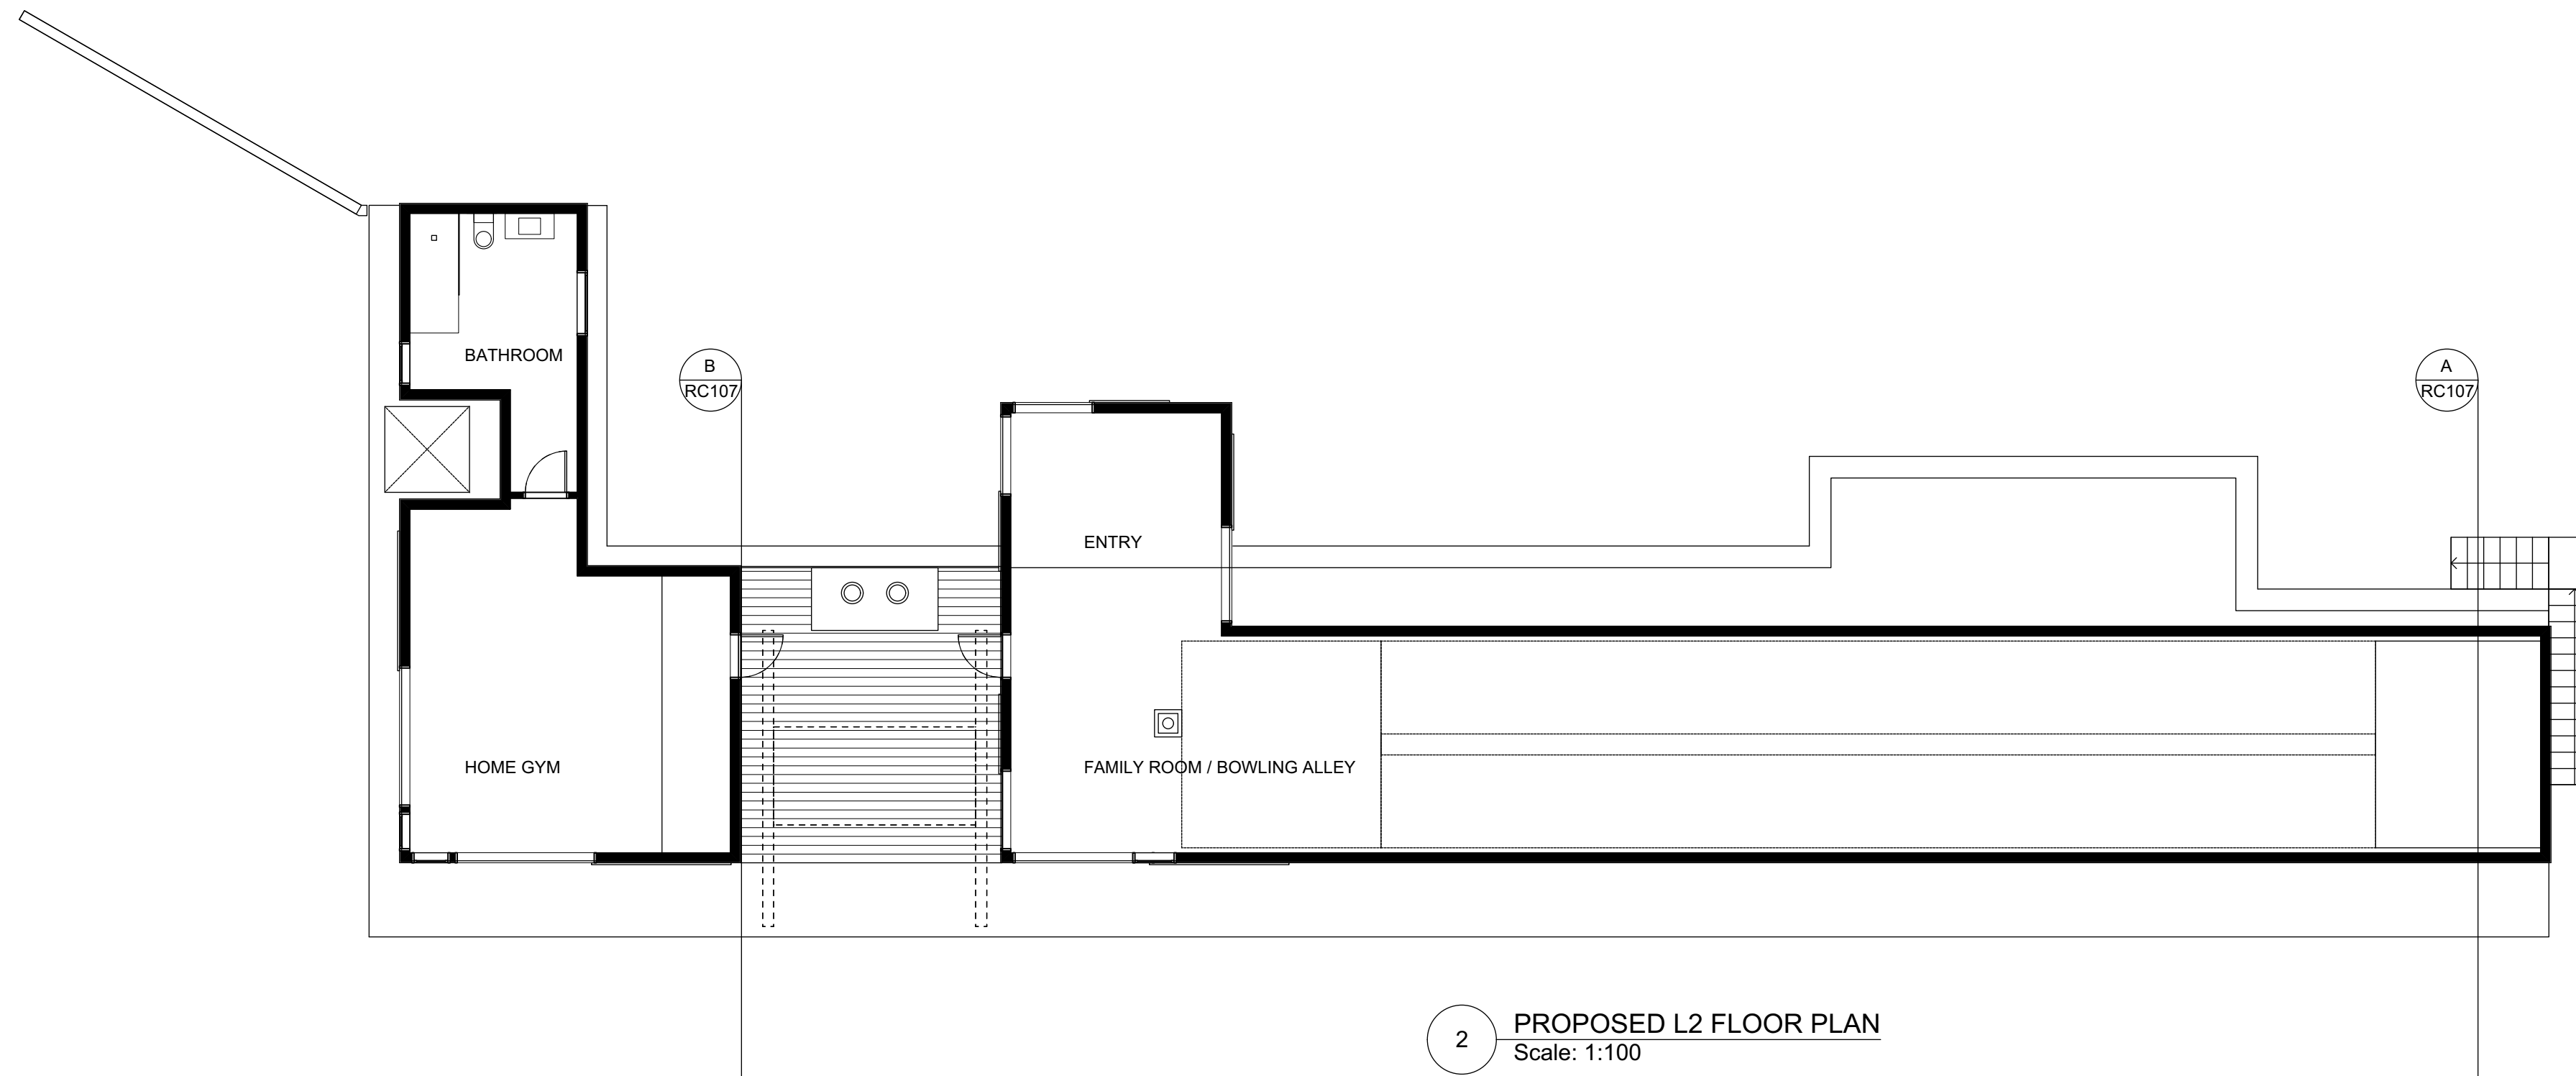 BATHROOM
B
RC107
A
RC107
ENTRY
HOME GYM
FAMILY ROOM / BOWLING ALLEY
2
PROPOSED L2 FLOOR PLAN
Scale: 1:100